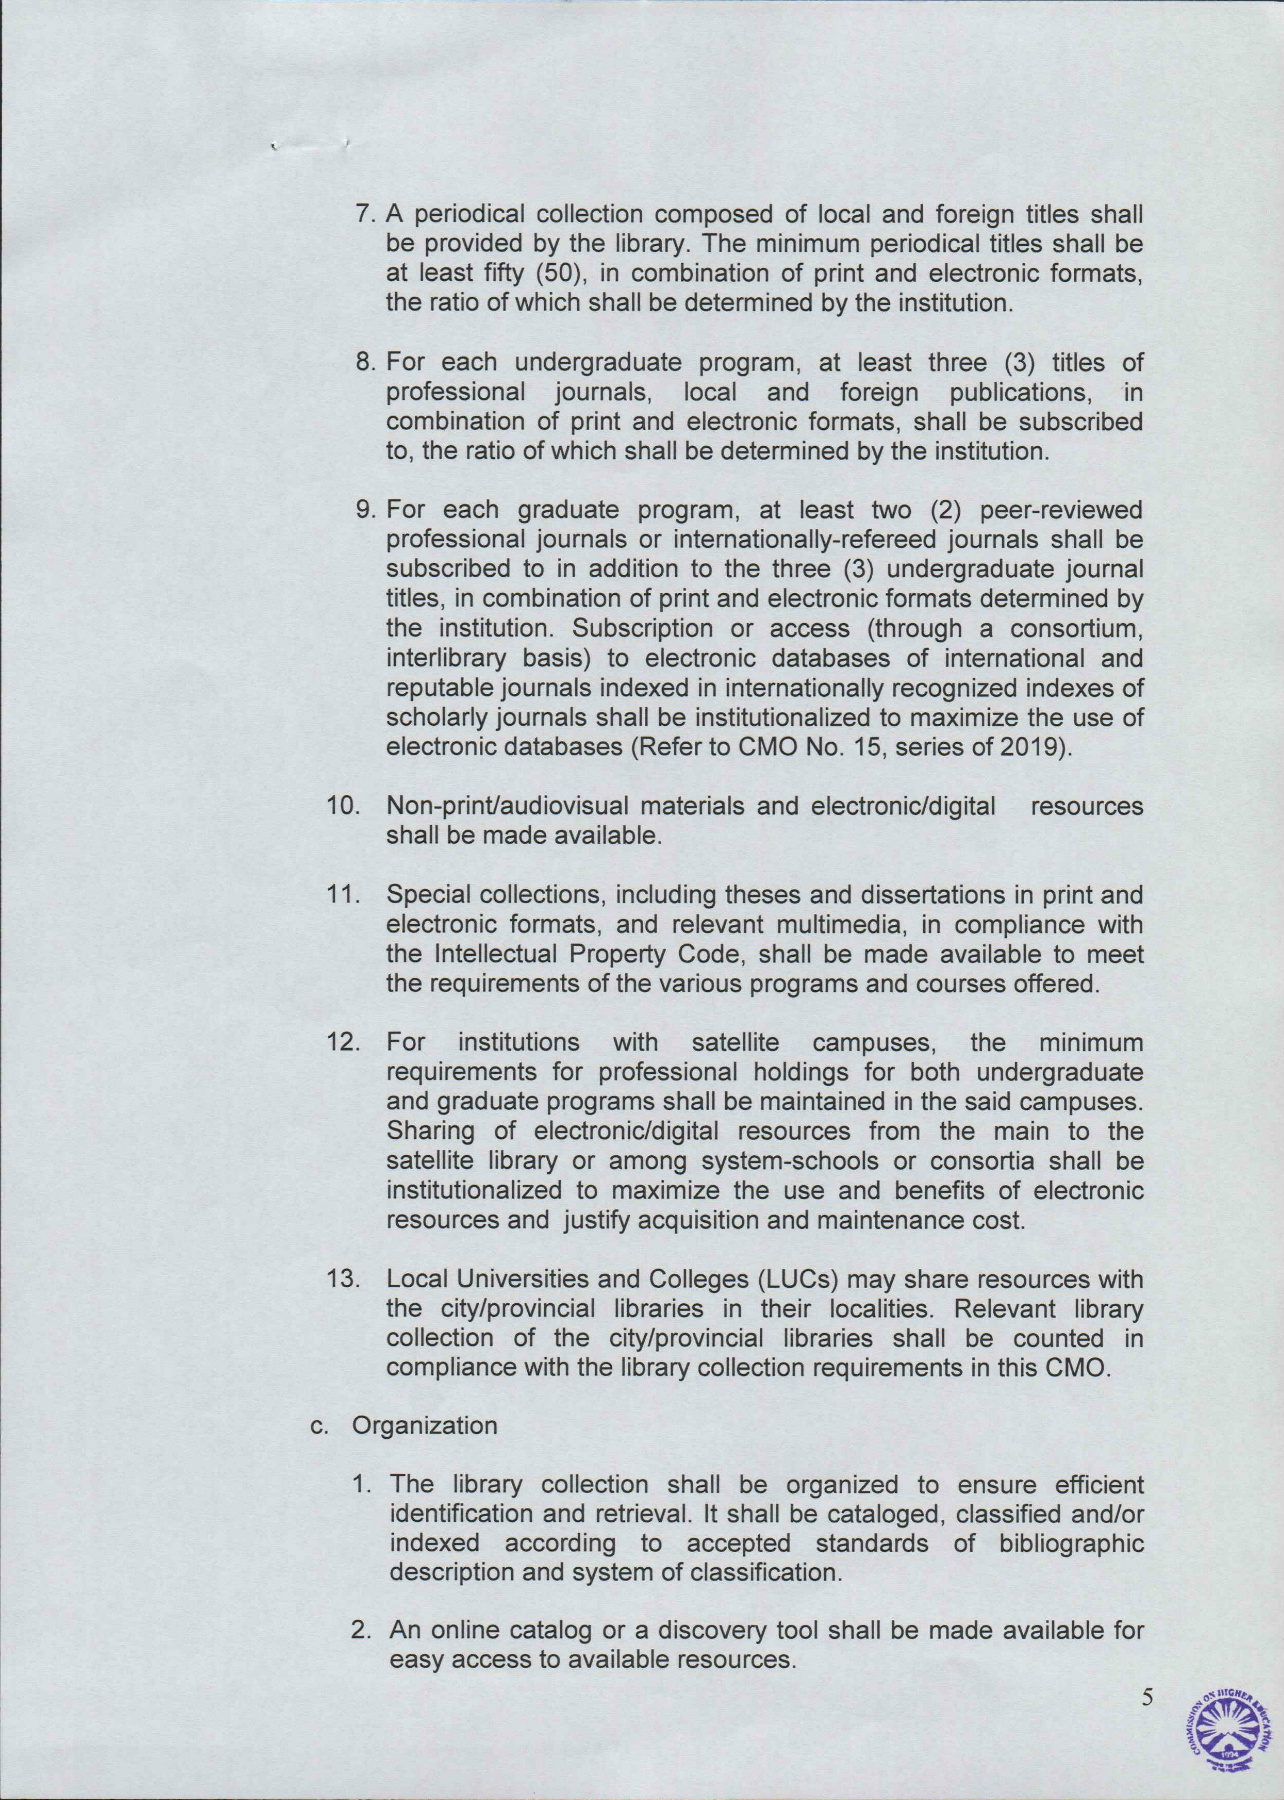 7. A periodical collection composed of local and foreign titles shall
be provided by the library. The minimum periodical titles shall be
at least fifty (50), in combination of print and electronic formats,
the ratio of which shall be determined by the institution.
8. For each undergraduate program, at least three (3) titles of
professional journals, local and foreign publications, in
combination of print and electronic formats, shall be subscribed
to, the ratio of which shall be determined by the institution.
9. For each graduate program, at least two (2) peer-reviewed
professional journals or internationally-refereed journals shall be
subscribed to in addition to the three (3) undergraduate journal
titles, in combination of print and electronic formats determined by
the institution. Subscription or access (through a consortium,
interlibrary basis) to electronic databases of international and
reputable journals indexed in internationally recognized indexes of
scholarly journals shall be institutionalized to maximize the use of
electronic databases (Refer to CMO No. 15, series of 2019).
10. Non-print/audiovisual materials and electronic/digital resources
shall be made available.
11. Special collections, including theses and dissertations in print and
electronic formats, and relevant multimedia, in compliance with
the Intellectual Property Code, shall be made available to meet
the requirements of the various programs and courses offered.
12. For institutions with satellite campuses, the minimum
requirements for professional holdings for both undergraduate
and graduate programs shall be maintained in the said campuses.
Sharing of electronic/digital resources from the main to the
satellite library or among system-schools or consortia shall be
institutionalized to maximize the use and benefits of electronic
resources and justify acquisition and maintenance cost.
13. Local Universities and Colleges (LUCs) may share resources with
the city/provincial libraries in their localities. Relevant library
collection of the city/provincial libraries shall be counted in
compliance with the library collection requirements in this CMO.
c. Organization
1. The library collection shall be organized to ensure efficient
identification and retrieval. It shall be cataloged, classified and/or
indexed according to accepted standards of bibliographic
description and system of classification.
2. An online catalog or a discovery tool shall be made available for
easy access to available resources.
5
COMMISSION ON HIGHER EDUCATION
1994